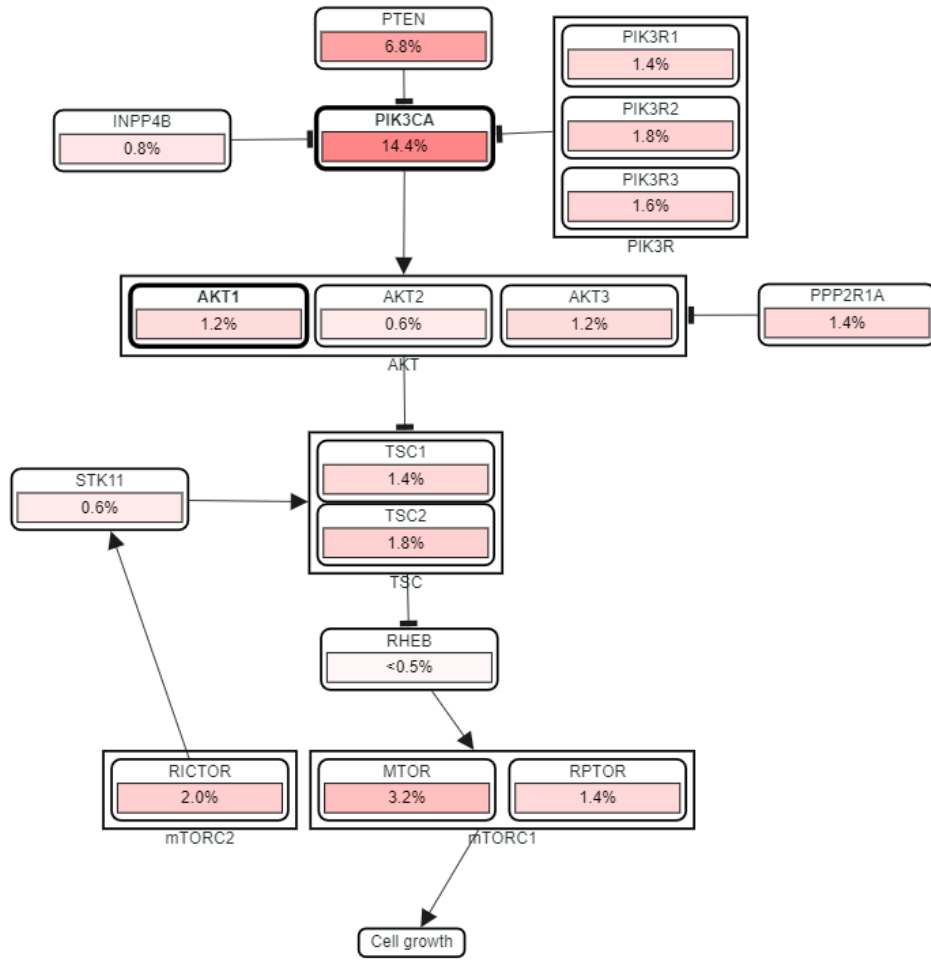 PTEN
6.8%
PIK3R1
1.4%
PIK3R2
1.8%
PIK3R3
1.6%
PIK3R
INPP4B
0.8%
PIK3CA
14.4%
AKT1
1.2%
AKT2
0.6%
AKT3
1.2%
AKT
PPP2R1A
1.4%
TSC1
1.4%
TSC2
1.8%
TSC
STK11
0.6%
RHEB
<0.5%
RICTOR
2.0%
mTORC2
MTOR
3.2%
RPTOR
1.4%
mTORC1
Cell growth